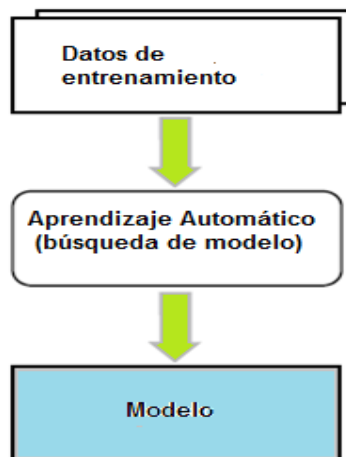 Datos de
entrenamiento
Aprendizaje Automático
(búsqueda de modelo)
Modelo